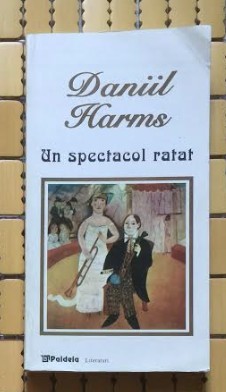 Daniil
Harms
Un spectacol ratat
Paideia